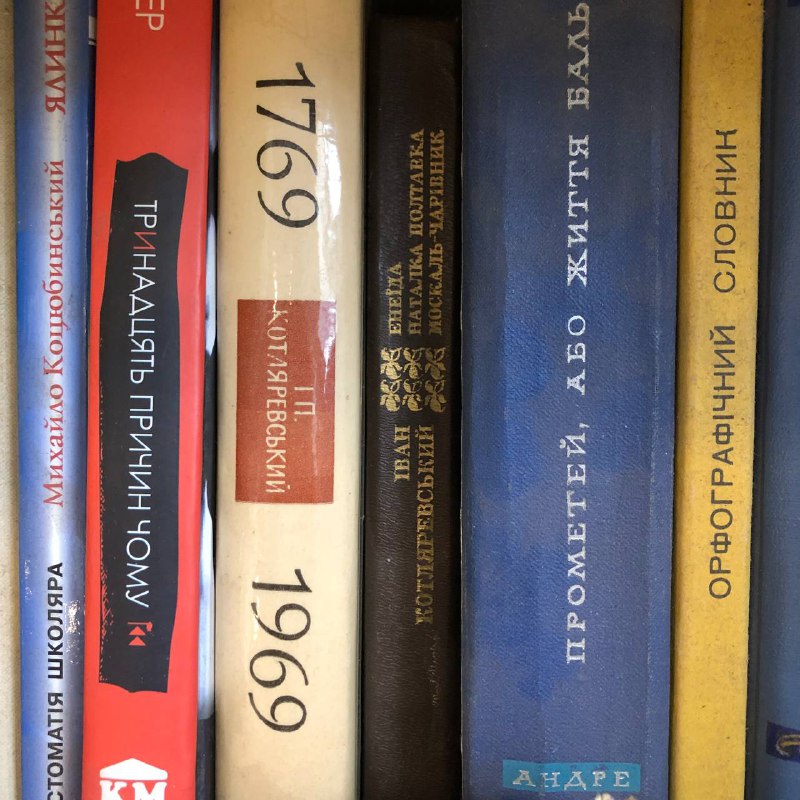 СТОМАТІЯ ШКОЛЯРА
Михайло Коцюбинський
ЯЛИНК
ЕР
ТРИНАДЦЯТЬ ПРИЧИН ЧОМУ
КМ
1769
І П.
КОТЛЯРЕВСЬКИЙ
1969
ІВАН
КОТЛЯРЕВСЬКИЙ
ЕНЕЇДА
НАТАЛКА ПОЛТАВКА
МОСКАЛЬ-ЧАРІВНИК
ПРОМЕТЕЙ, АБО ЖИТТЯ БАЛЬ
АНДРЕ
ОРФОГРАФІЧНИЙ СЛОВНИК